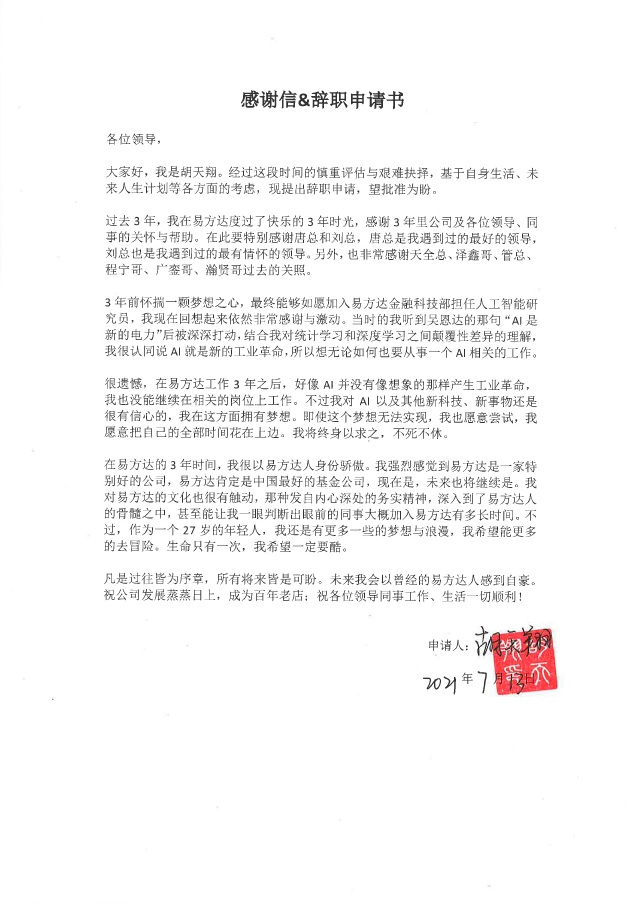 感谢信&辞职申请书
各位领导，
大家好，我是胡天翔。经过这段时间的慎重评估与艰难抉择，基于自身生活、未
来人生计划等各方面的考虑，现提出辞职申请，望批准为盼。
过去 3 年，我在易方达度过了快乐的 3 年时光，感谢 3 年里公司及各位领导、同
事的关怀与帮助。在此要特别感谢唐总和刘总，唐总是我遇到过的最好的领导，
刘总也是我遇到过的最有情怀的领导。另外，也非常感谢天全总、泽鑫哥、管总、
程宁哥、广銮哥、瀚贤哥过去的关照。
3 年前怀揣一颗梦想之心，最终能够如愿加入易方达金融科技部担任人工智能研
究员，我现在回想起来依然非常感谢与激动。当时的我听到吴恩达的那句“AI 是
新的电力”后被深深打动，结合我对统计学习和深度学习之间颠覆性差异的理解，
我很认同说 AI 就是新的工业革命，所以想无论如何也要从事一个 AI 相关的工作。
很遗憾，在易方达工作 3 年之后，好像 AI 并没有像想象的那样产生工业革命，
我也没能继续在相关的岗位上工作。不过我对 AI 以及其他新科技、新事物还是
很有信心的，我在这方面拥有梦想。即使这个梦想无法实现，我也愿意尝试，我
愿意把自己的全部时间花在上边。我将终身以求之，不死不休。
在易方达的 3 年时间，我很以易方达人身份骄傲。我强烈感觉到易方达是一家特
别好的公司，易方达肯定是中国最好的基金公司，现在是，未来也将继续是。我
对易方达的文化也很有触动，那种发自内心深处的务实精神，深入到了易方达人
的骨髓之中，甚至能让我一眼判断出眼前的同事大概加入易方达有多长时间。不
过，作为一个 27 岁的年轻人，我还是有更多一些的梦想与浪漫，我希望能更多
的去冒险。生命只有一次，我希望一定要酷。
凡是过往皆为序章，所有将来皆是可盼。未来我会以曾经的易方达人感到自豪。
祝公司发展蒸蒸日上，成为百年老店；祝各位领导同事工作、生活一切顺利！
申请人：胡天翔
2021 年 7 月 13 日